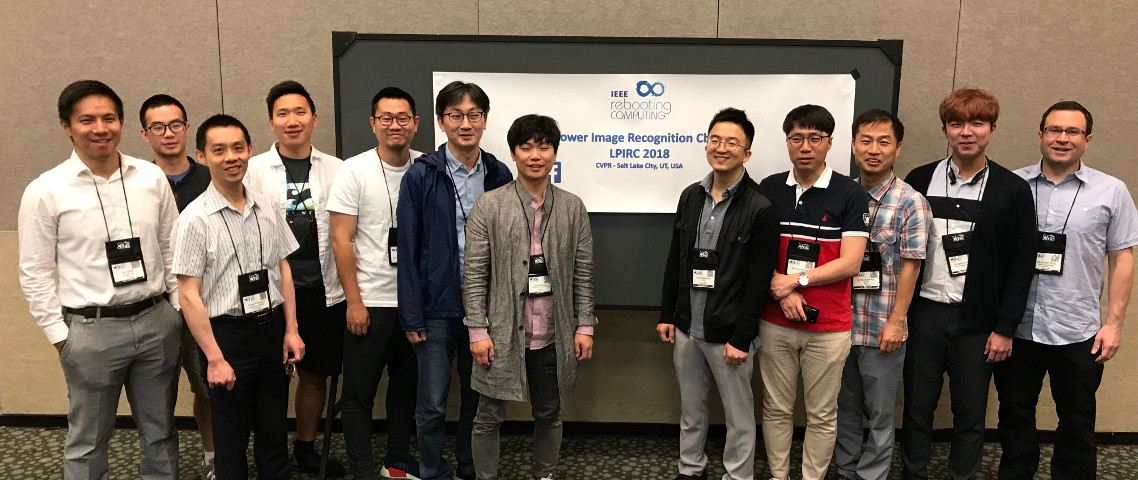 IEEE
rebooting
COMPUTING
ower Image Recognition Ch
LPIRC 2018
CVPR - Salt Lake City, UT, USA
f